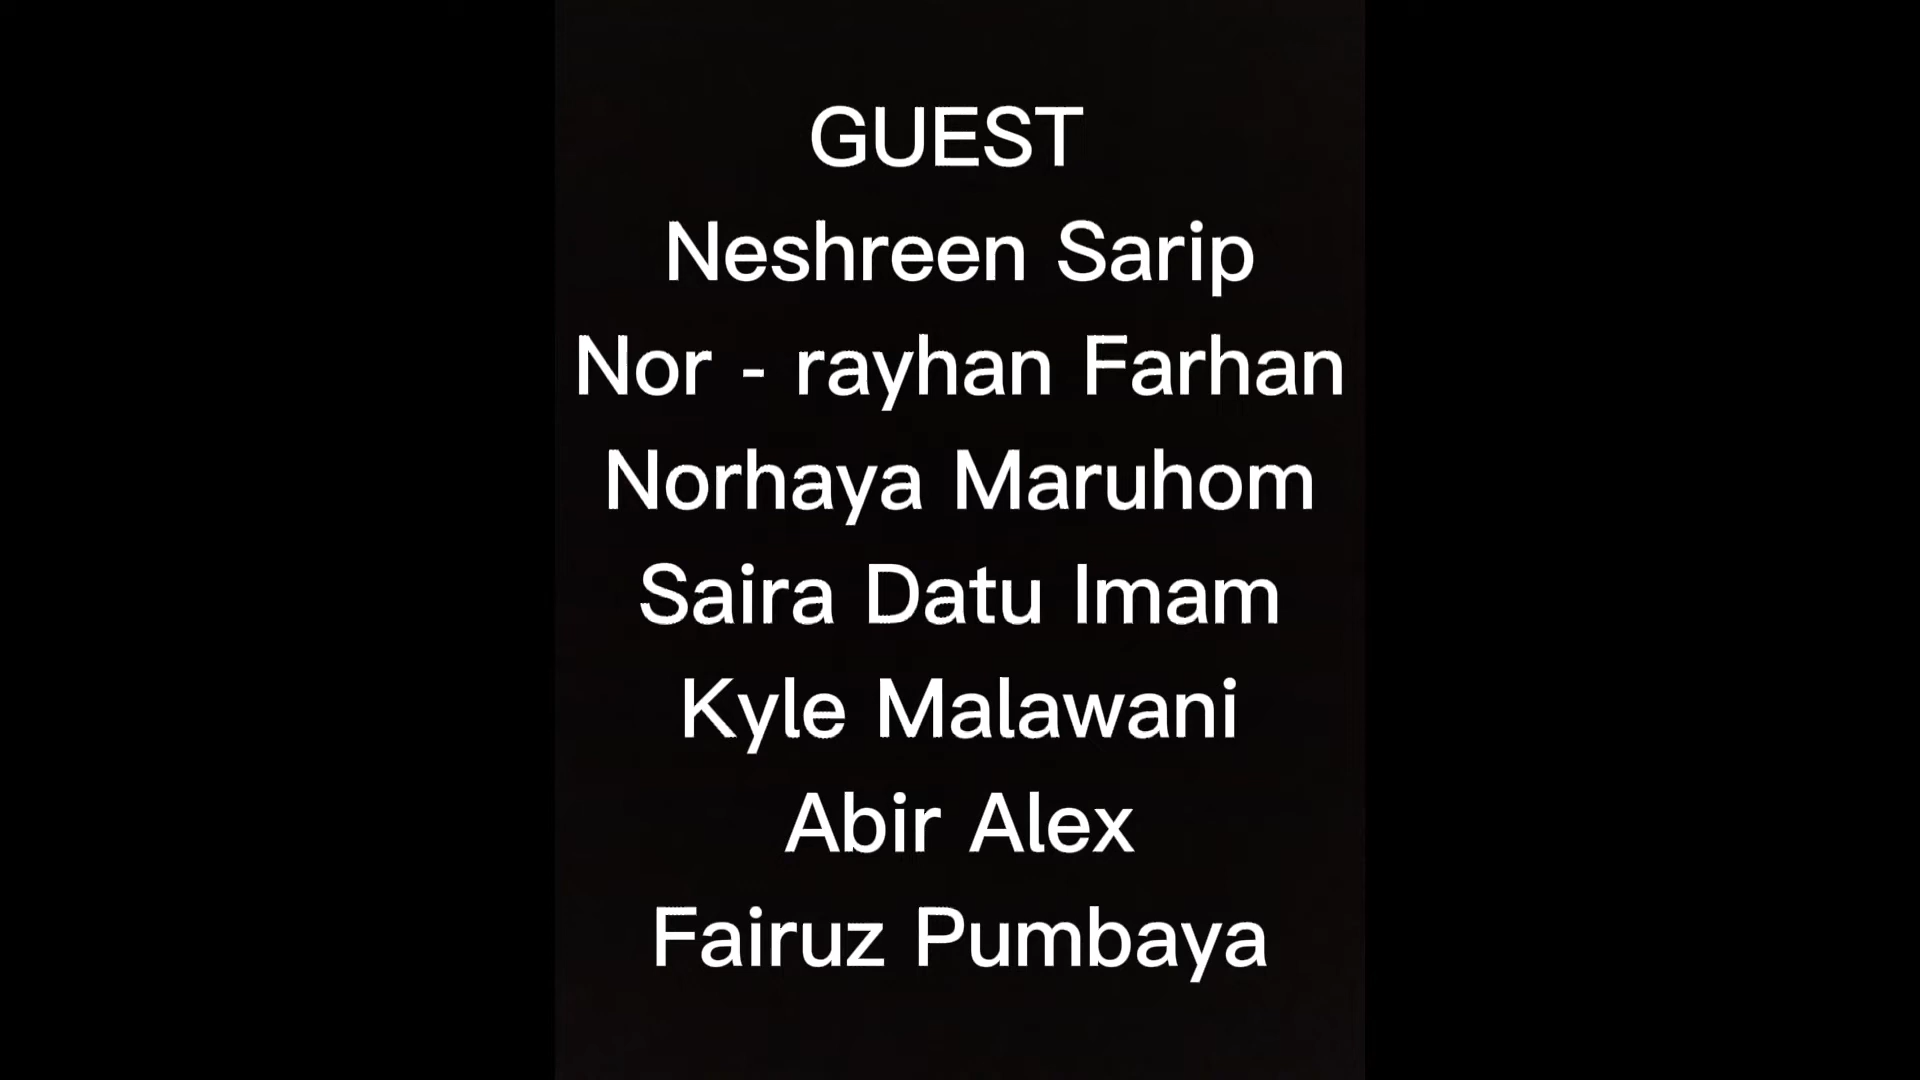 GUEST
Neshreen Sarip
Nor - rayhan Farhan
Norhaya Maruhom
Saira Datu Imam
Kyle Malawani
Abir Alex
Fairuz Pumbaya